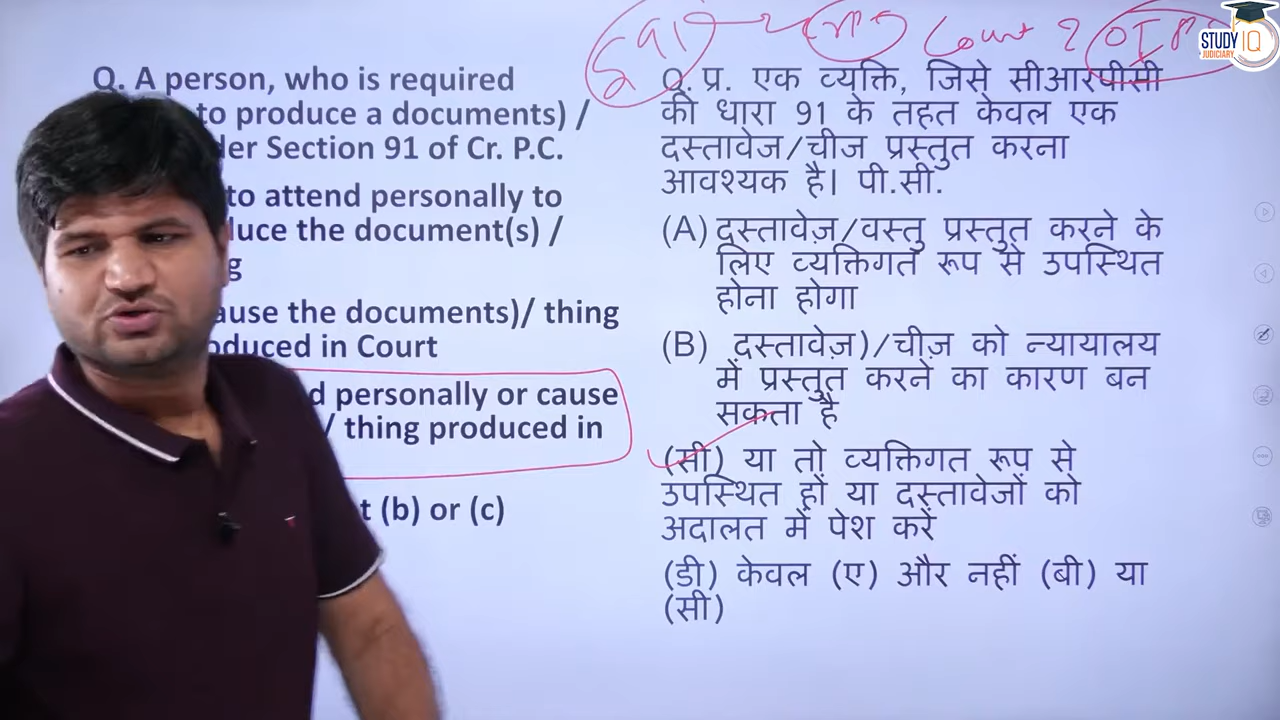 STUDY IQ
JUDICIARY
Court ?
Q. A person, who is required
to produce a documents) /
der Section 91 of Cr. P.C.
to attend personally to
duce the document(s) /
g
ause the documents)/ thing
oduced in Court
d personally or cause
/ thing produced in
t (b) or (c)
Q. प्र. एक व्यक्ति, जिसे सीआरपीसी
की धारा 91 के तहत केवल एक
दस्तावेज/चीज प्रस्तुत करना
आवश्यक है। पी.सी.
(A) दस्तावेज़/वस्तु प्रस्तुत करने के
लिए व्यक्तिगत रूप से उपस्थित
होना होगा
(B) दस्तावेज़)/चीज़ को न्यायालय
में प्रस्तुत करने का कारण बन
सकता है
(सी) या तो व्यक्तिगत रूप से
उपस्थित हों या दस्तावेजों को
अदालत में पेश करें
(डी) केवल (ए) और नहीं (बी) या
(सी)